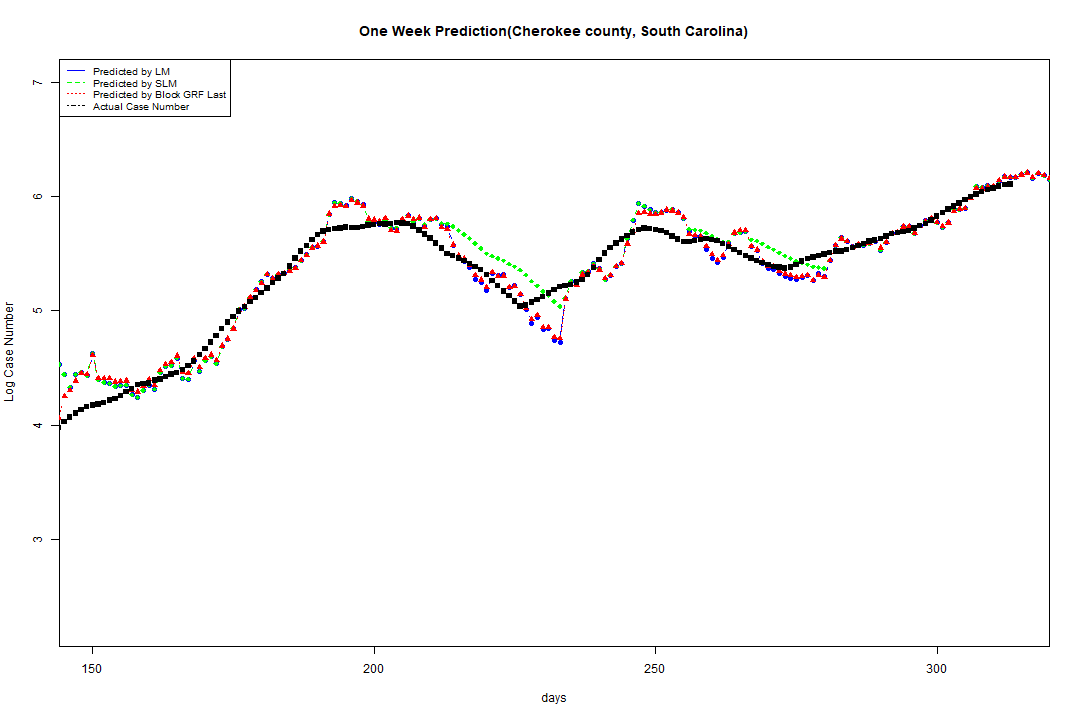 One Week Prediction(Cherokee county, South Carolina)
Predicted by LM
Predicted by SLM
Predicted by Block GRF Last
Actual Case Number
7
6
5
4
3
Log Case Number
150 200 250 300
days